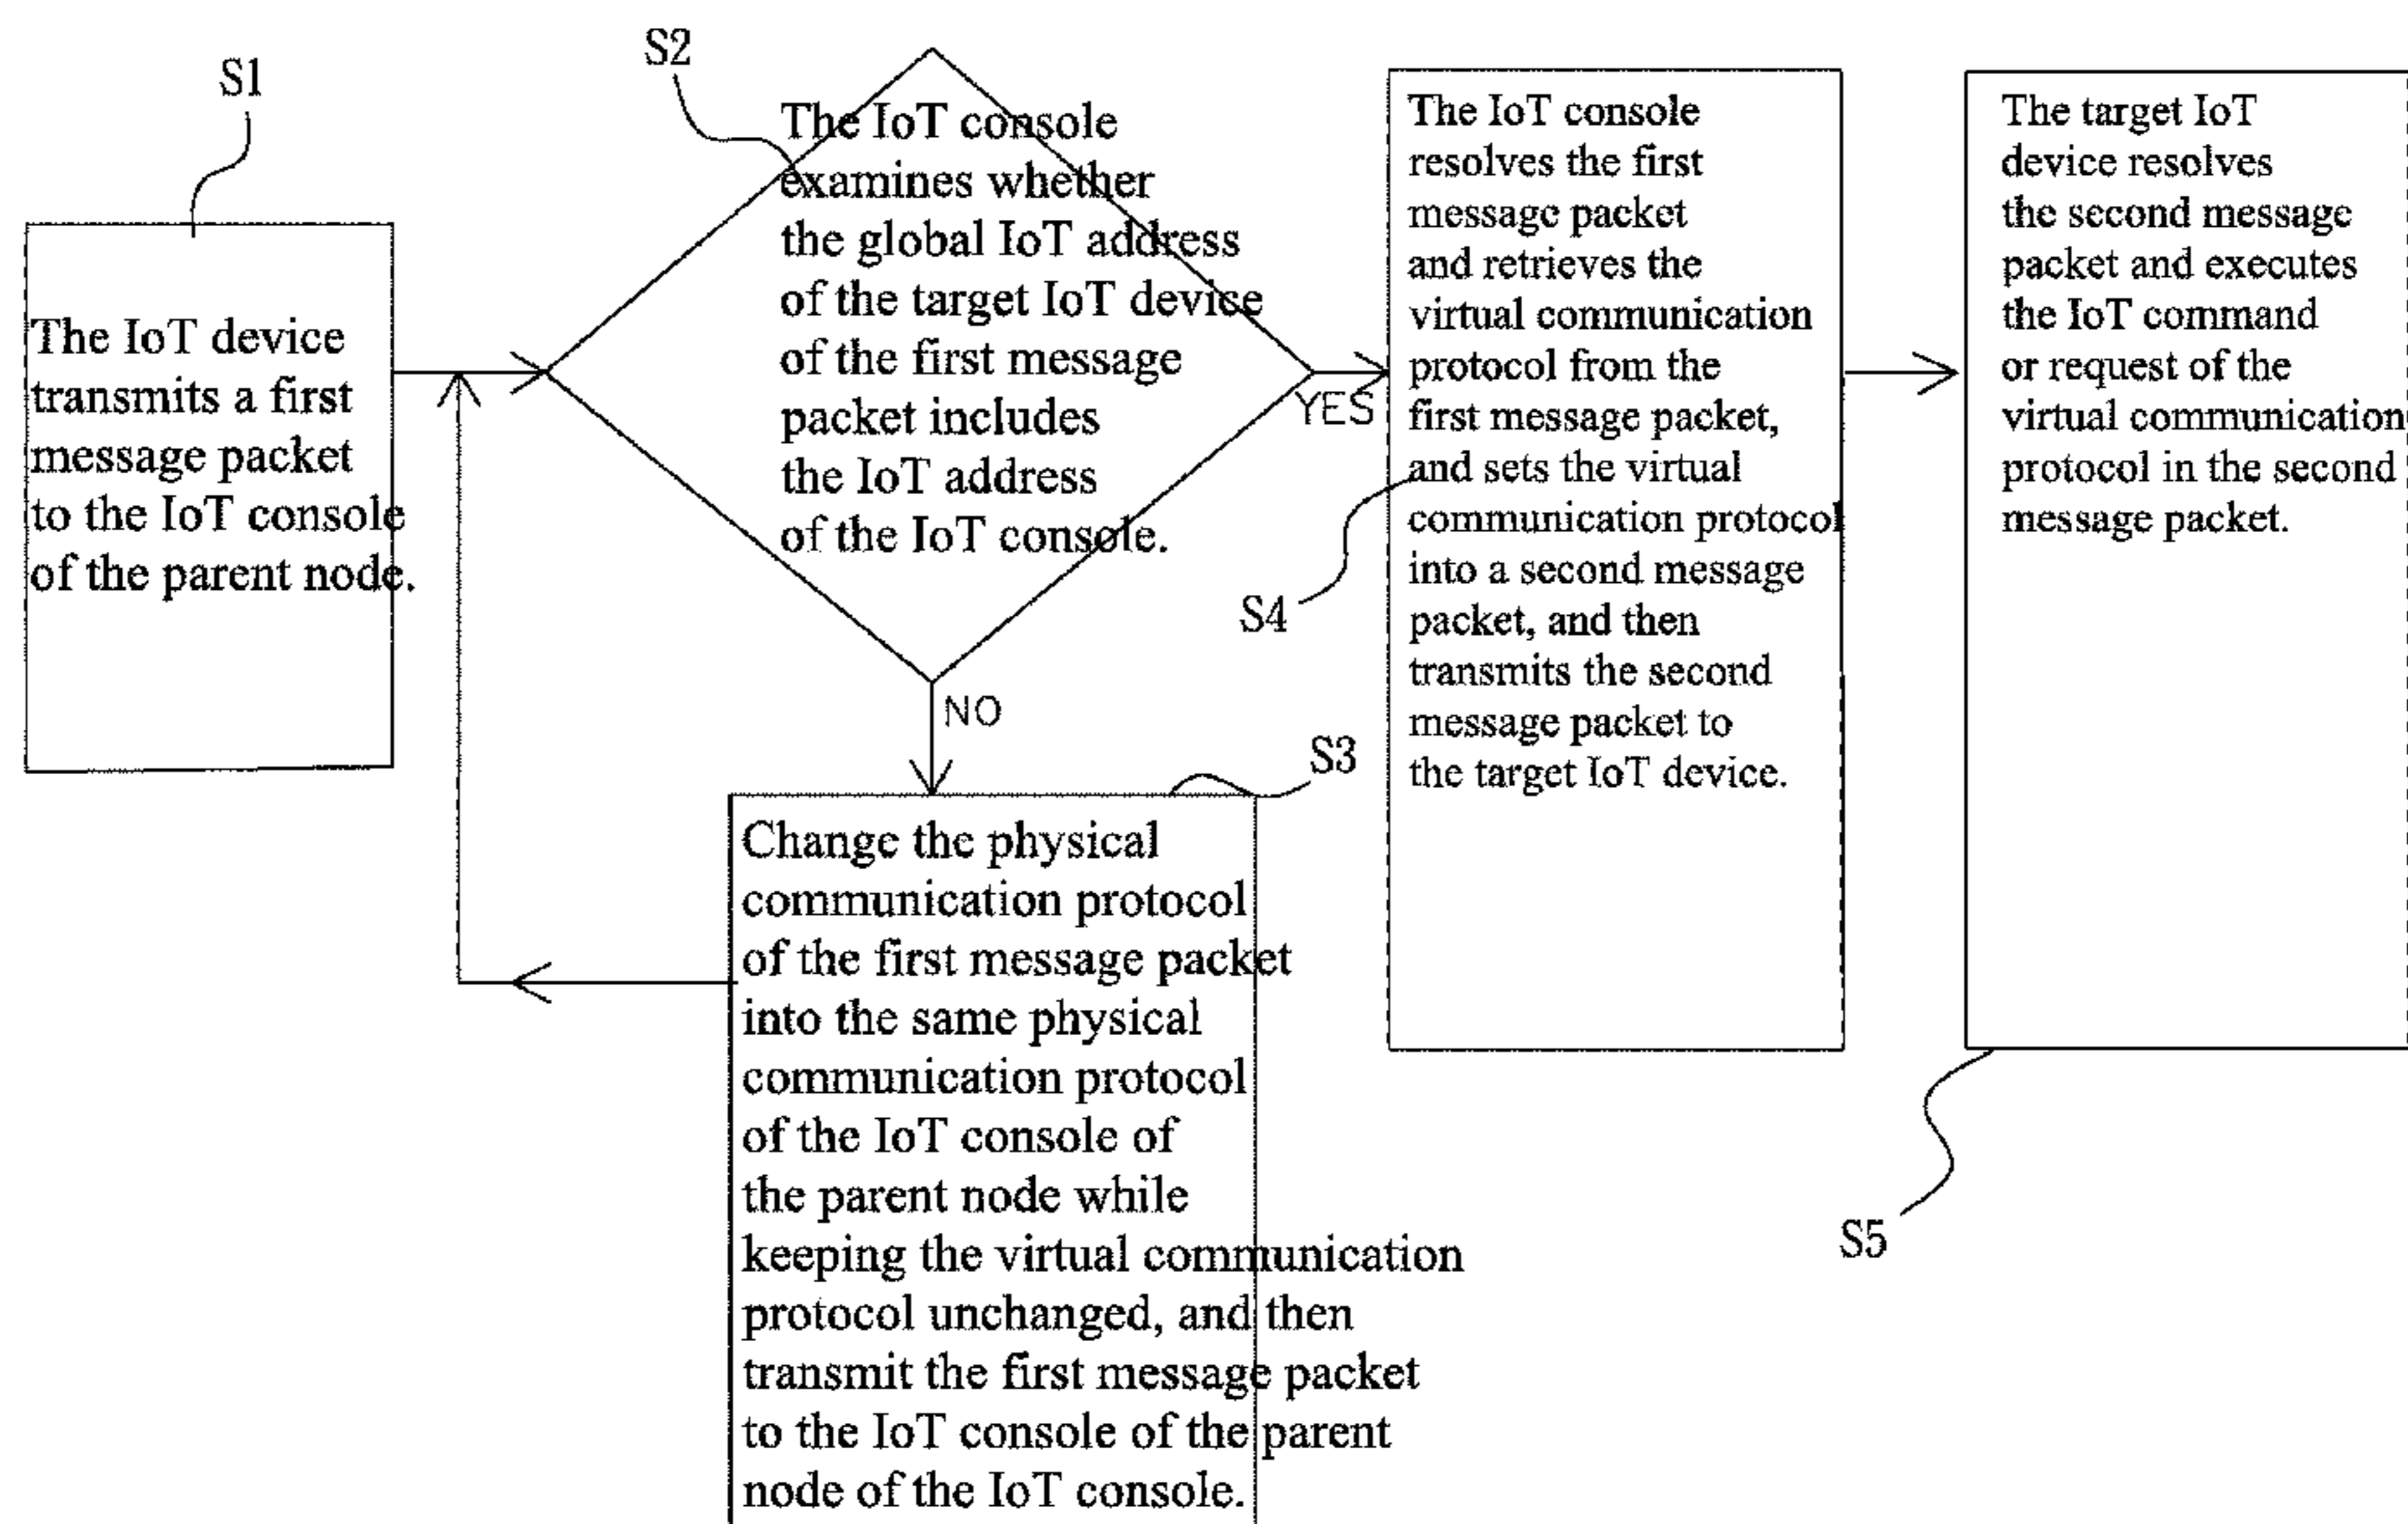 S1
The IoT device
transmits a first
message packet
to the IoT console
of the parent node.
S2
The IoT console
examines whether
the global IoT address
of the target IoT device
of the first message
packet includes
the IoT address
of the IoT console.
YES
NO
S3
Change the physical
communication protocol
of the first message packet
into the same physical
communication protocol
of the IoT console of
the parent node while
keeping the virtual communication
protocol unchanged, and then
transmit the first message packet
to the IoT console of the parent
node of the IoT console.
S4
The IoT console
resolves the first
message packet
and retrieves the
virtual communication
protocol from the
first message packet,
and sets the virtual
communication protocol
into a second message
packet, and then
transmits the second
message packet to
the target IoT device.
The target IoT
device resolves
the second message
packet and executes
the IoT command
or request of the
virtual communication
protocol in the second
message packet.
S5